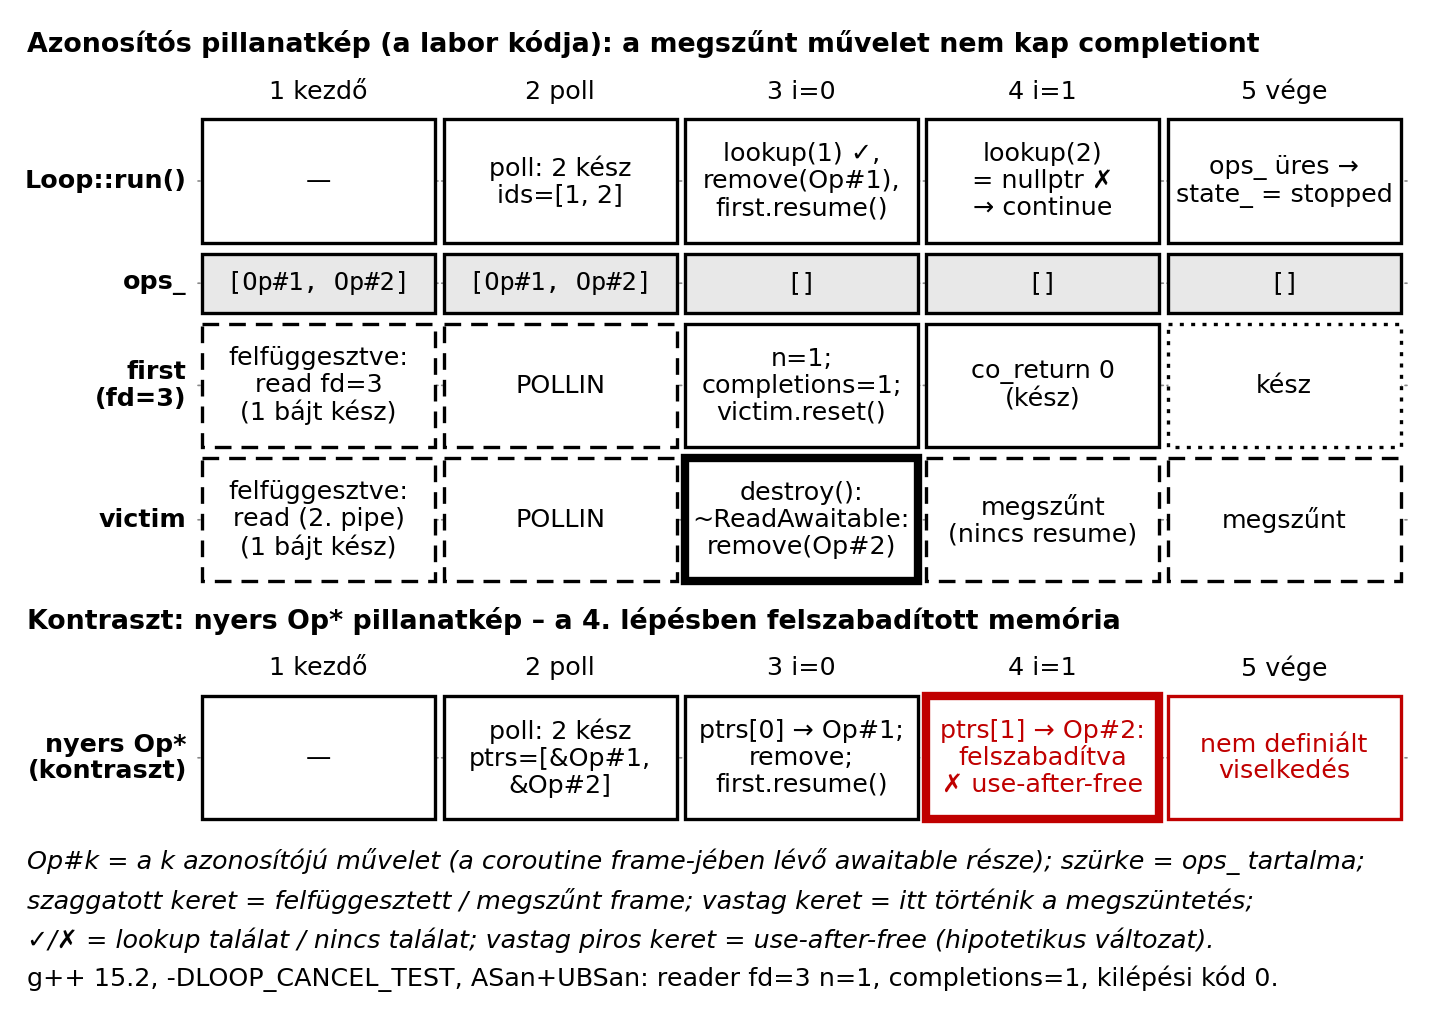 Azonosítós pillanatkép (a labor kódja): a megszűnt művelet nem kap completiont
1 kezdő
2 poll
3 i=0
4 i=1
5 vége
Loop::run()
—
poll: 2 kész
ids=[1, 2]
lookup(1) ✓,
remove(Op#1),
first.resume()
lookup(2)
= nullptr ✗
→ continue
ops_ üres →
state_ = stopped
ops_
[Op#1, Op#2]
[Op#1, Op#2]
[]
[]
[]
first
(fd=3)
felfüggesztve:
read fd=3
(1 bájt kész)
POLLIN
n=1;
completions=1;
victim.reset()
co_return 0
(kész)
kész
victim
felfüggesztve:
read (2. pipe)
(1 bájt kész)
POLLIN
destroy():
~ReadAwaitable:
remove(Op#2)
megszűnt
(nincs resume)
megszűnt
Kontraszt: nyers Op* pillanatkép – a 4. lépésben felszabadított memória
1 kezdő
2 poll
3 i=0
4 i=1
5 vége
nyers Op*
(kontraszt)
—
poll: 2 kész
ptrs=[&Op#1,
&Op#2]
ptrs[0] → Op#1;
remove;
first.resume()
ptrs[1] → Op#2:
felszabadítva
✗ use-after-free
nem definiált
viselkedés
Op#k = a k azonosítójú művelet (a coroutine frame-jében lévő awaitable része); szürke = ops_ tartalma;
szaggatott keret = felfüggesztett / megszűnt frame; vastag keret = itt történik a megszüntetés;
✓/✗ = lookup találat / nincs találat; vastag piros keret = use-after-free (hipotetikus változat).
g++ 15.2, -DLOOP_CANCEL_TEST, ASan+UBSan: reader fd=3 n=1, completions=1, kilépési kód 0.